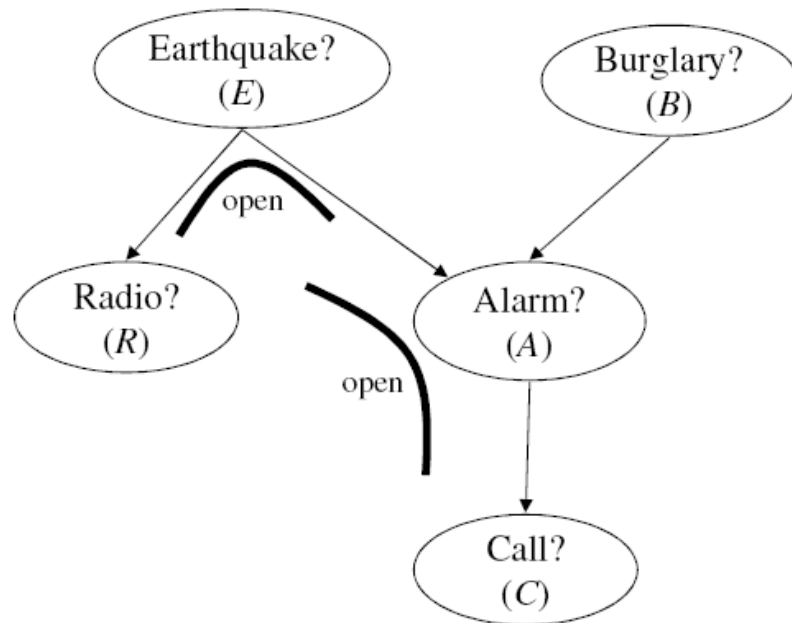 Earthquake?
(E)
Burglary?
(B)
open
Radio?
(R)
Alarm?
(A)
open
Call?
(C)